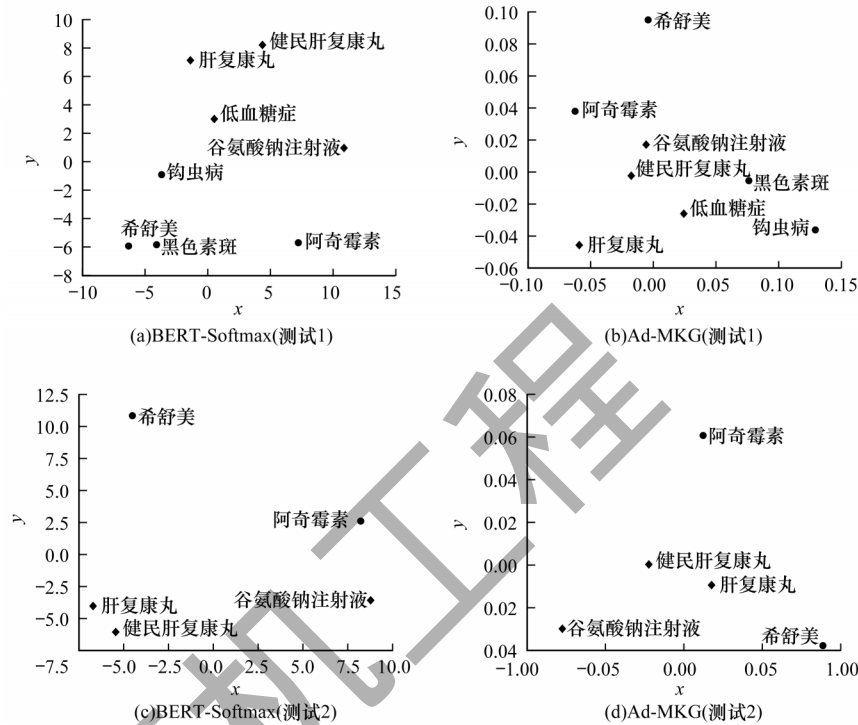 10
8
6
4
2
0
−2
−4
−6
−8
y
健民肝复康丸
肝复康丸
低血糖症
谷氨酸钠注射液
钩虫病
希舒美
黑色素斑
阿奇霉素
−10 −5 0 5 10 15
x
(a)BERT-Softmax(测试1)
0.10
0.08
0.06
0.04
0.02
0.00
−0.02
−0.04
−0.06
y
希舒美
阿奇霉素
谷氨酸钠注射液
健民肝复康丸
黑色素斑
低血糖症
钩虫病
肝复康丸
−0.10 −0.05 0.00 0.05 0.10 0.15
x
(b)Ad-MKG(测试1)
12.5
10.0
7.5
5.0
2.5
0.0
−2.5
−5.0
−7.5
y
希舒美
阿奇霉素
肝复康丸
谷氨酸钠注射液
健民肝复康丸
−5.0 −2.5 0.0 2.5 5.0 7.5 10.0
x
(c)BERT-Softmax(测试2)
0.08
0.06
0.04
0.02
0.00
0.02
0.04
y
阿奇霉素
健民肝复康丸
肝复康丸
谷氨酸钠注射液
希舒美
−1.00 −0.05 0.00 0.05 1.00
x
(d)Ad-MKG(测试2)
机工程